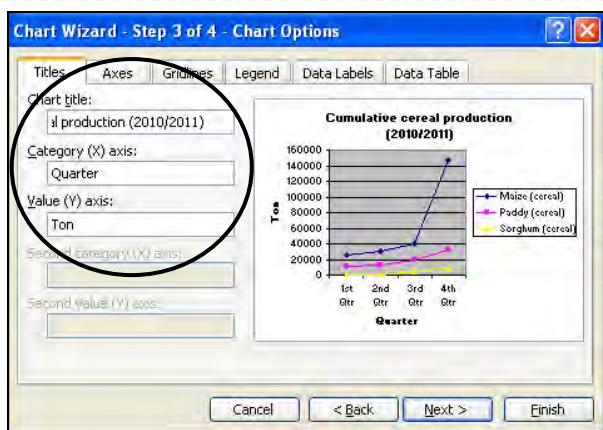 Chart Wizard - Step 3 of 4 - Chart Options
Titles Axes Gridlines Legend Data Labels Data Table
Chart title:
al production (2010/2011)
Category (X) axis:
Quarter
Value (Y) axis:
Ton
Second category (X) axis:
Second value (Y) axis:
Cumulative cereal production
(2010/2011)
160000
140000
120000
100000
80000
60000
40000
20000
0
Ton
1st Qtr
2nd Qtr
3rd Qtr
4th Qtr
Quarter
Maize (cereal)
Paddy (cereal)
Sorghum (cereal)
Cancel < Back Next > Finish